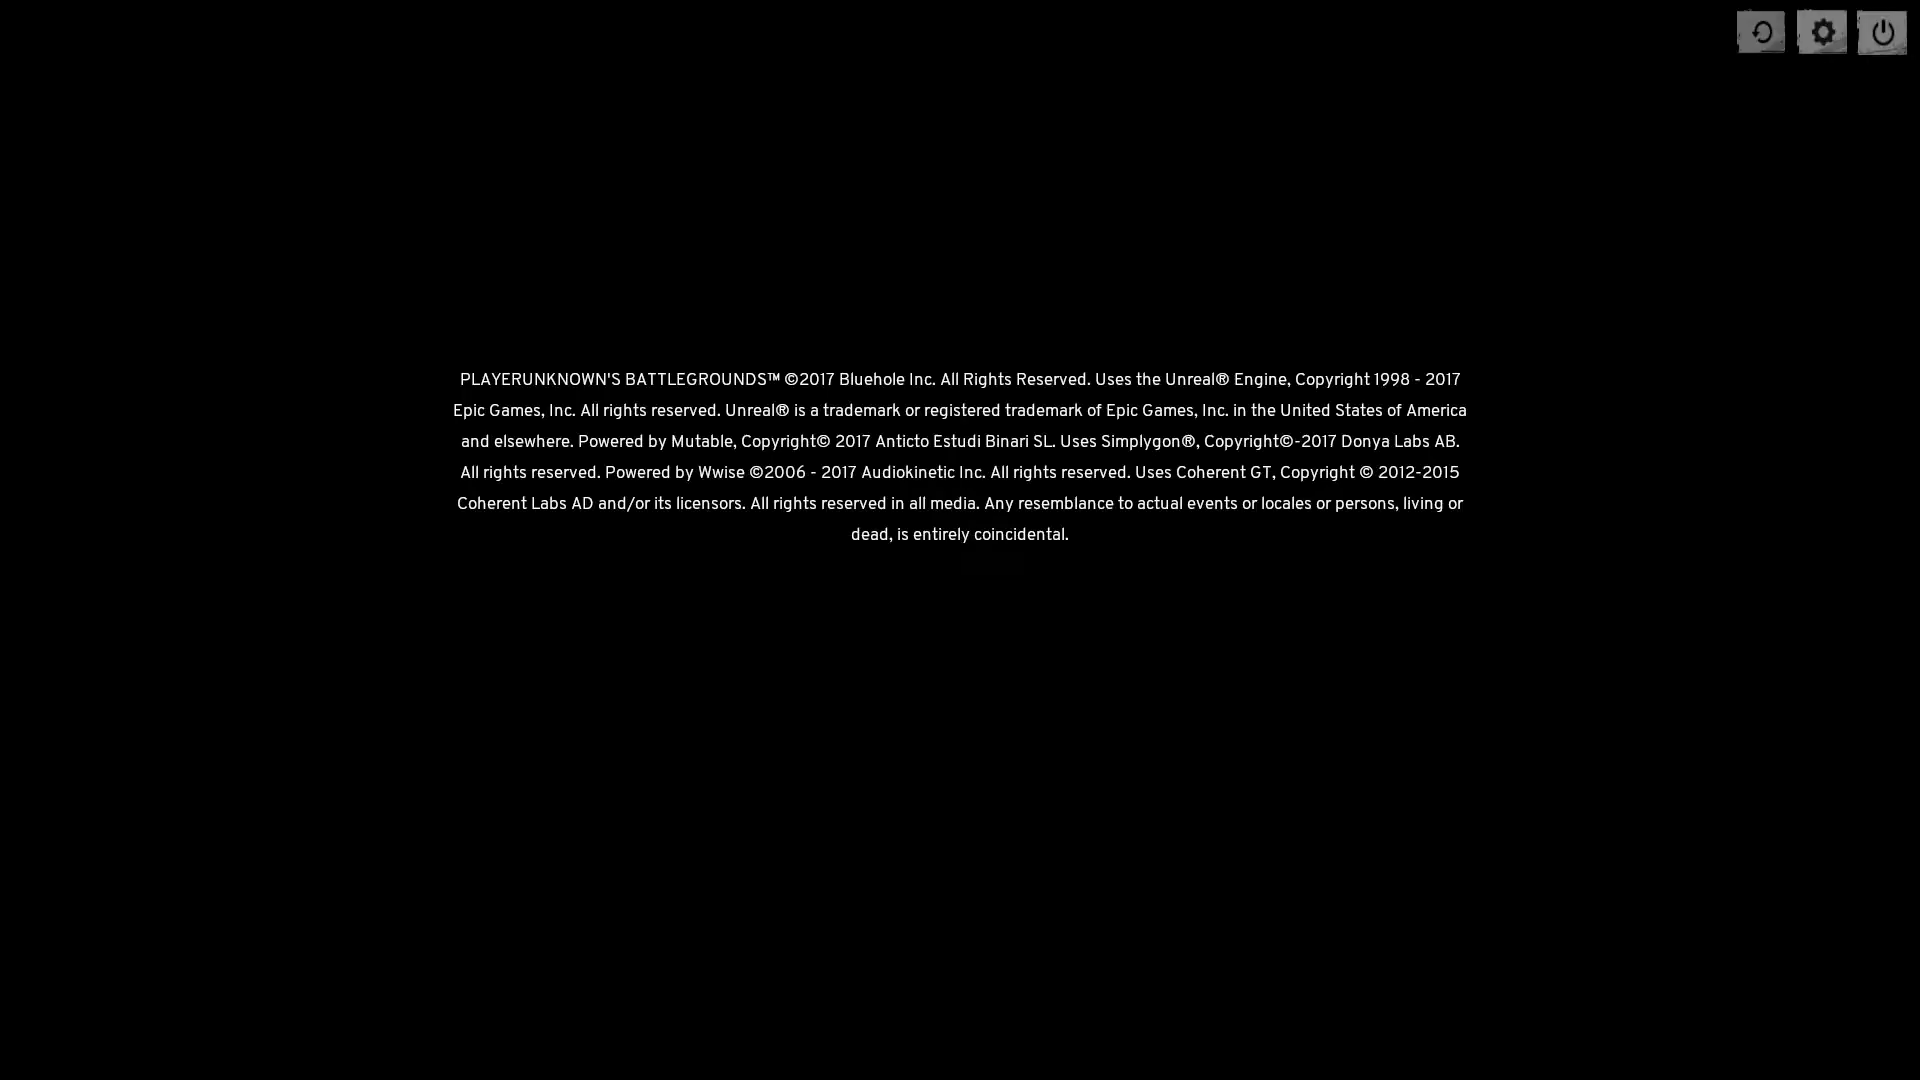 PLAYERUNKNOWN'S BATTLEGROUNDS™ ©2017 Bluehole Inc. All Rights Reserved. Uses the Unreal® Engine, Copyright 1998 - 2017
Epic Games, Inc. All rights reserved. Unreal® is a trademark or registered trademark of Epic Games, Inc. in the United States of America
and elsewhere. Powered by Mutable, Copyright© 2017 Anticto Estudi Binari SL. Uses Simplygon®, Copyright©-2017 Donya Labs AB.
All rights reserved. Powered by Wwise ©2006 - 2017 Audiokinetic Inc. All rights reserved. Uses Coherent GT, Copyright © 2012-2015
Coherent Labs AD and/or its licensors. All rights reserved in all media. Any resemblance to actual events or locales or persons, living or
dead, is entirely coincidental.